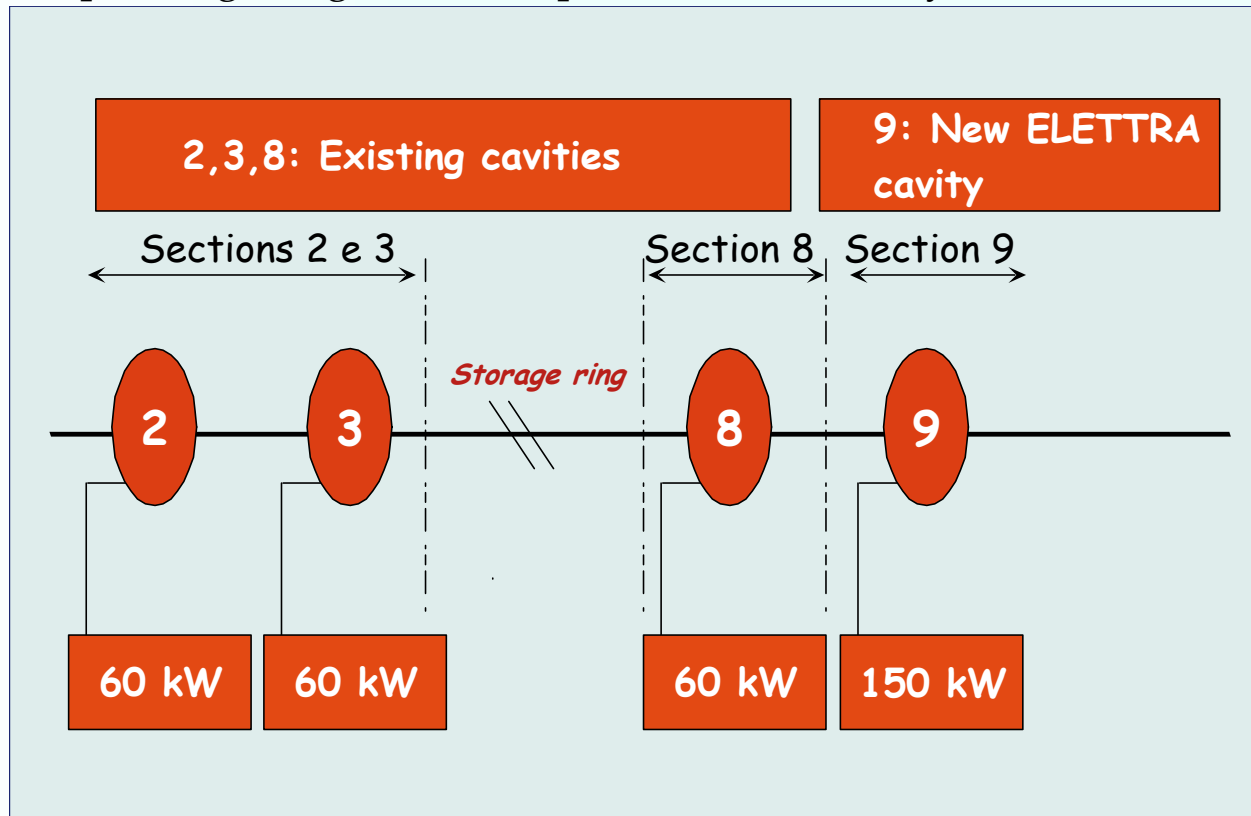 2,3,8: Existing cavities
9: New ELETTRA
cavity
Sections 2 e 3
Section 8
Section 9
Storage ring
2
3
8
9
60 kW
60 kW
60 kW
150 kW